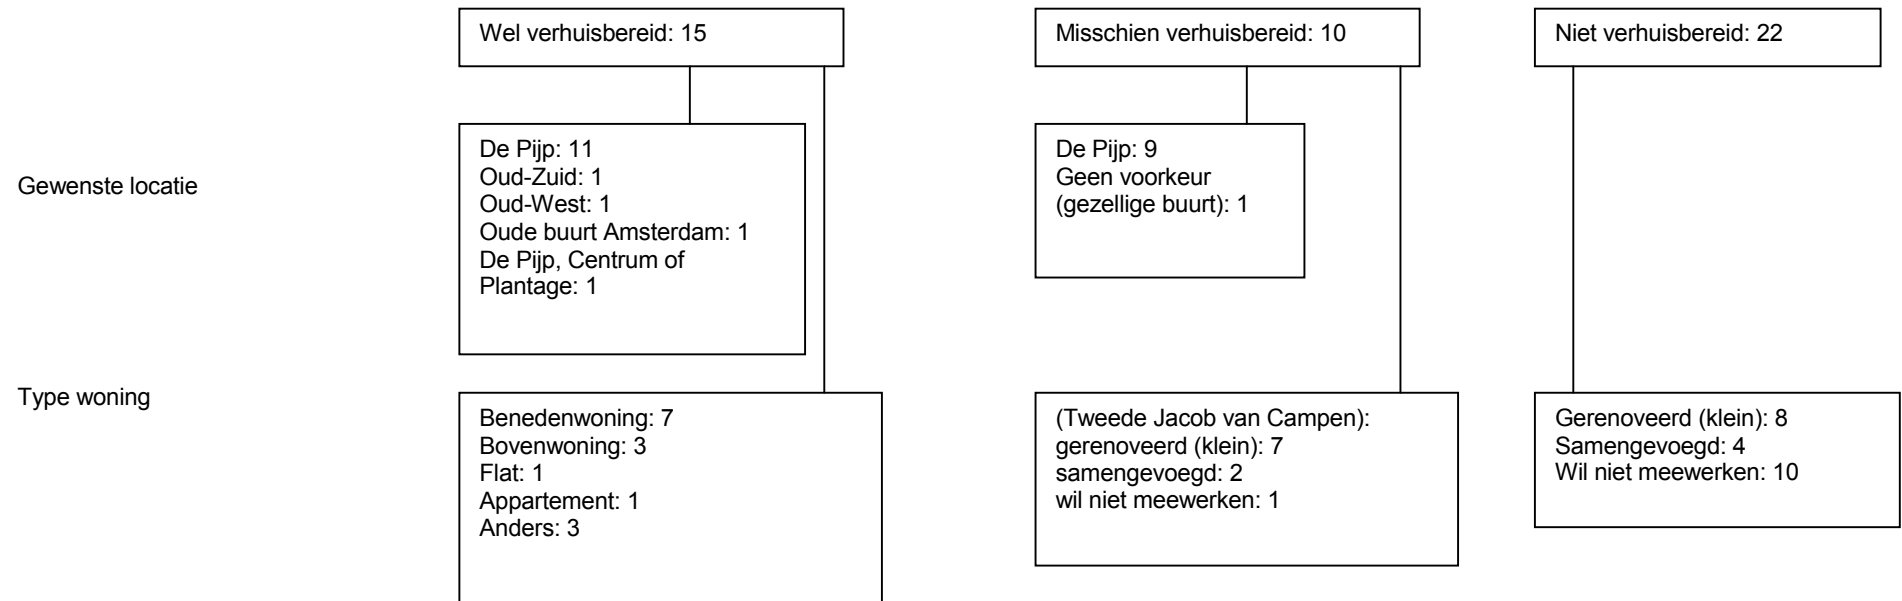 Wel verhuisbereid: 15
Misschien verhuisbereid: 10
Niet verhuisbereid: 22
Gewenste locatie
De Pijp: 11
Oud-Zuid: 1
Oud-West: 1
Oude buurt Amsterdam: 1
De Pijp, Centrum of
Plantage: 1
De Pijp: 9
Geen voorkeur
(gezellige buurt): 1
Type woning
Benedenwoning: 7
Bovenwoning: 3
Flat: 1
Appartement: 1
Anders: 3
(Tweede Jacob van Campen):
gerenoveerd (klein): 7
samengevoegd: 2
wil niet meewerken: 1
Gerenoveerd (klein): 8
Samengevoegd: 4
Wil niet meewerken: 10